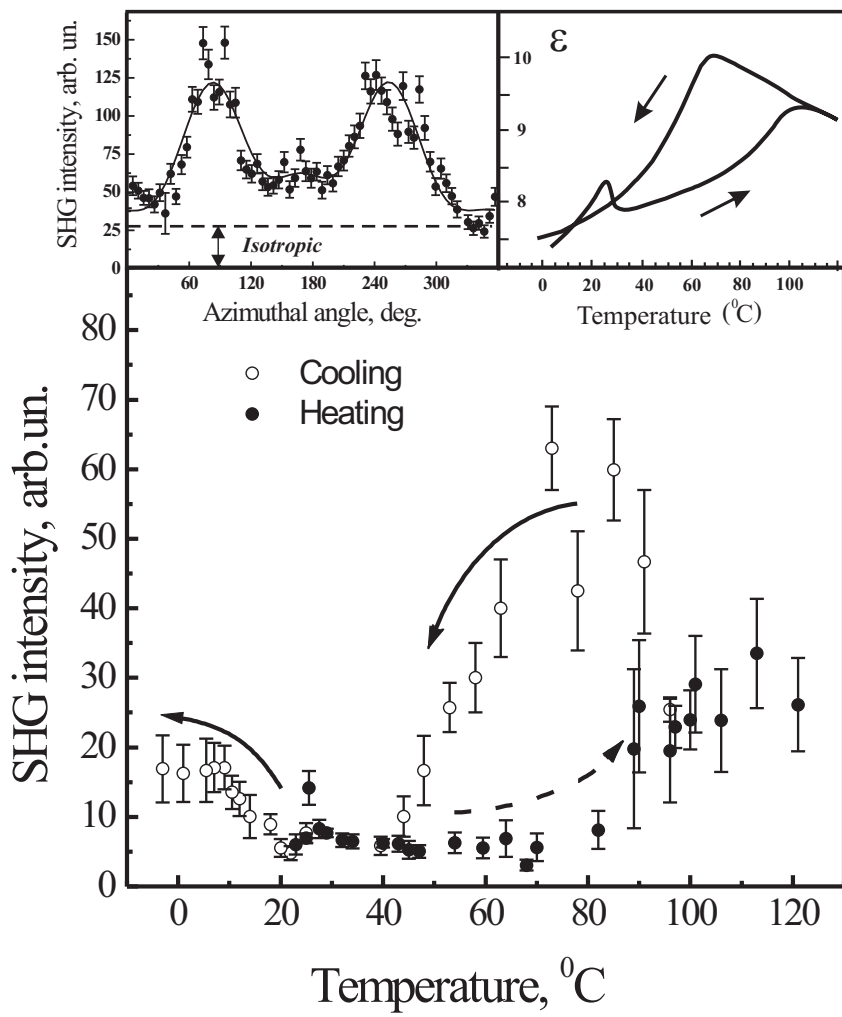 SHG intensity, arb. un.
150
125
100
75
50
25
0
Isotropic
60 120 180 240 300
Azimuthal angle, deg.
ε
10
9
8
0 20 40 60 80 100
Temperature (⁰C)
SHG intensity, arb.un.
80
70
60
50
40
30
20
10
0
Cooling
Heating
0 20 40 60 80 100 120
Temperature, ⁰C